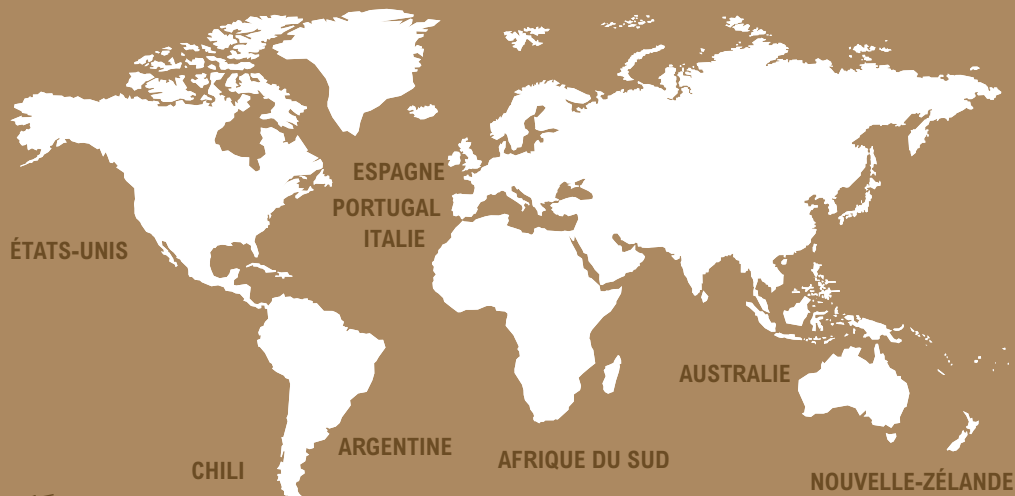 ESPAGNE
PORTUGAL
ITALIE
ÉTATS-UNIS
AUSTRALIE
ARGENTINE
AFRIQUE DU SUD
CHILI
NOUVELLE-ZÉLANDE